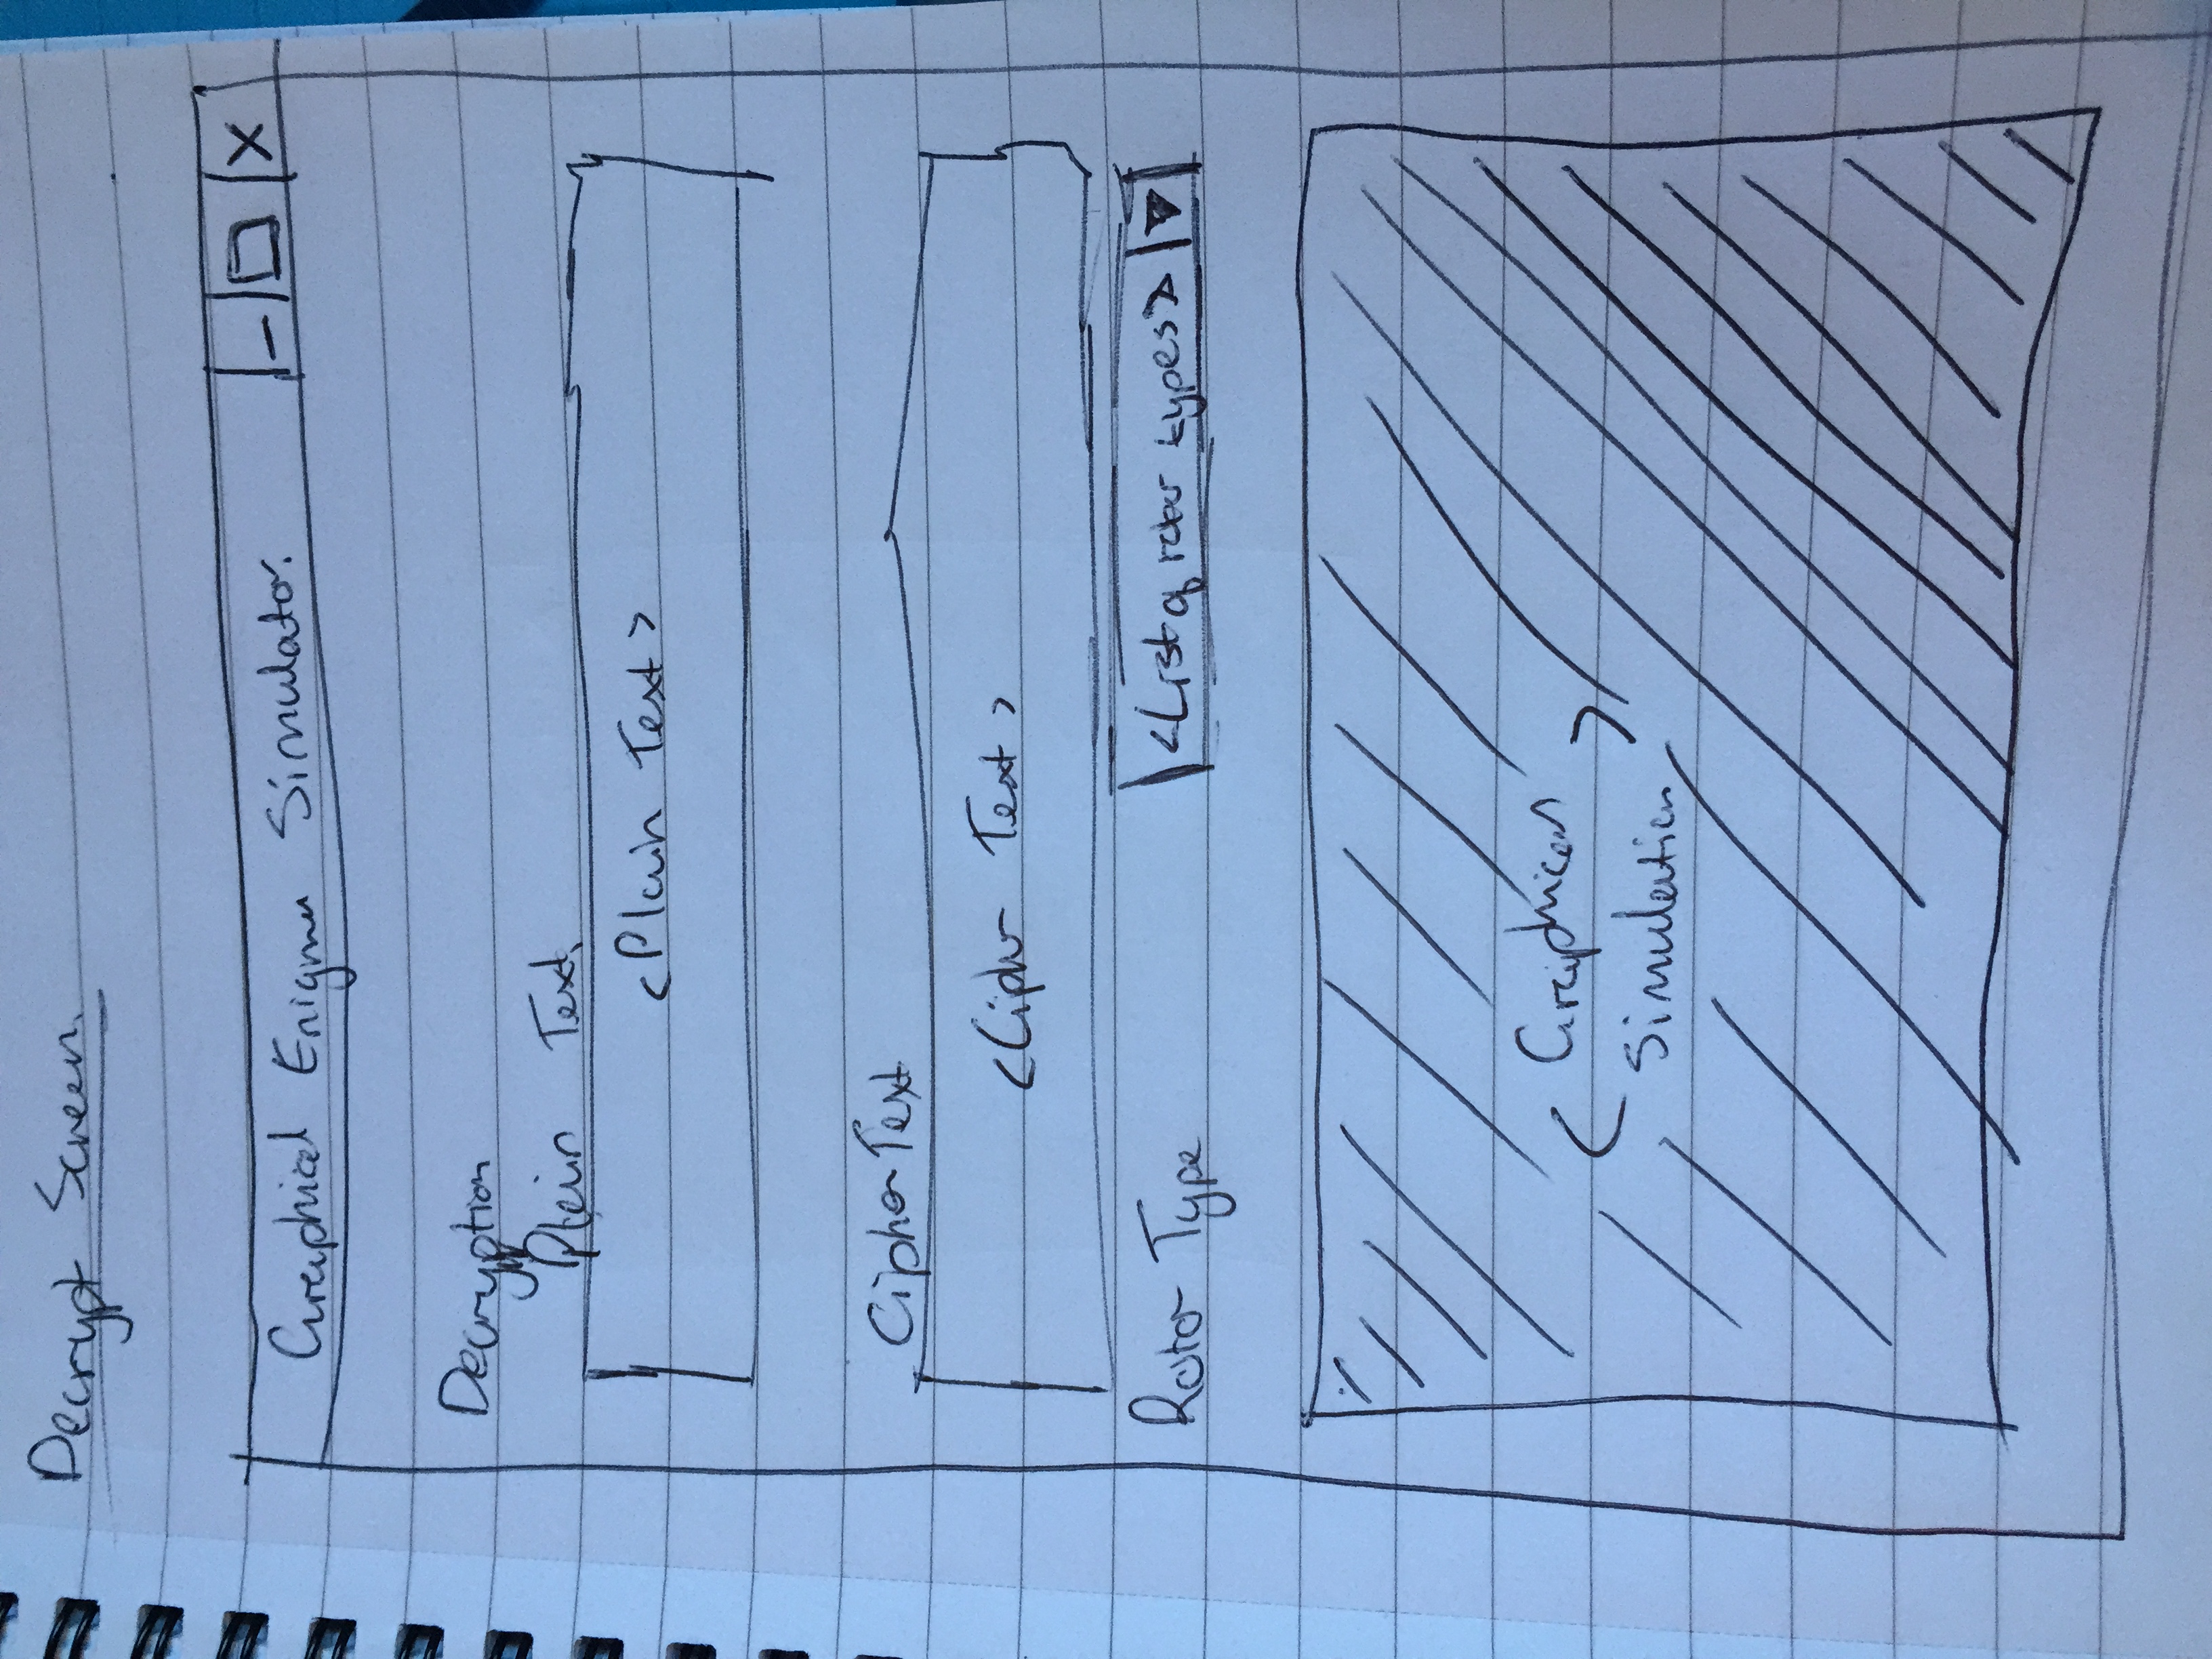 Decrypt Screen.
Graphical Enigma Simulator.
Decryption
Plain Text.
<Plain Text>
Cipher Text
<Cipher Text>
Rotor Type
<List of rotor types>
< Graphical
Simulation >